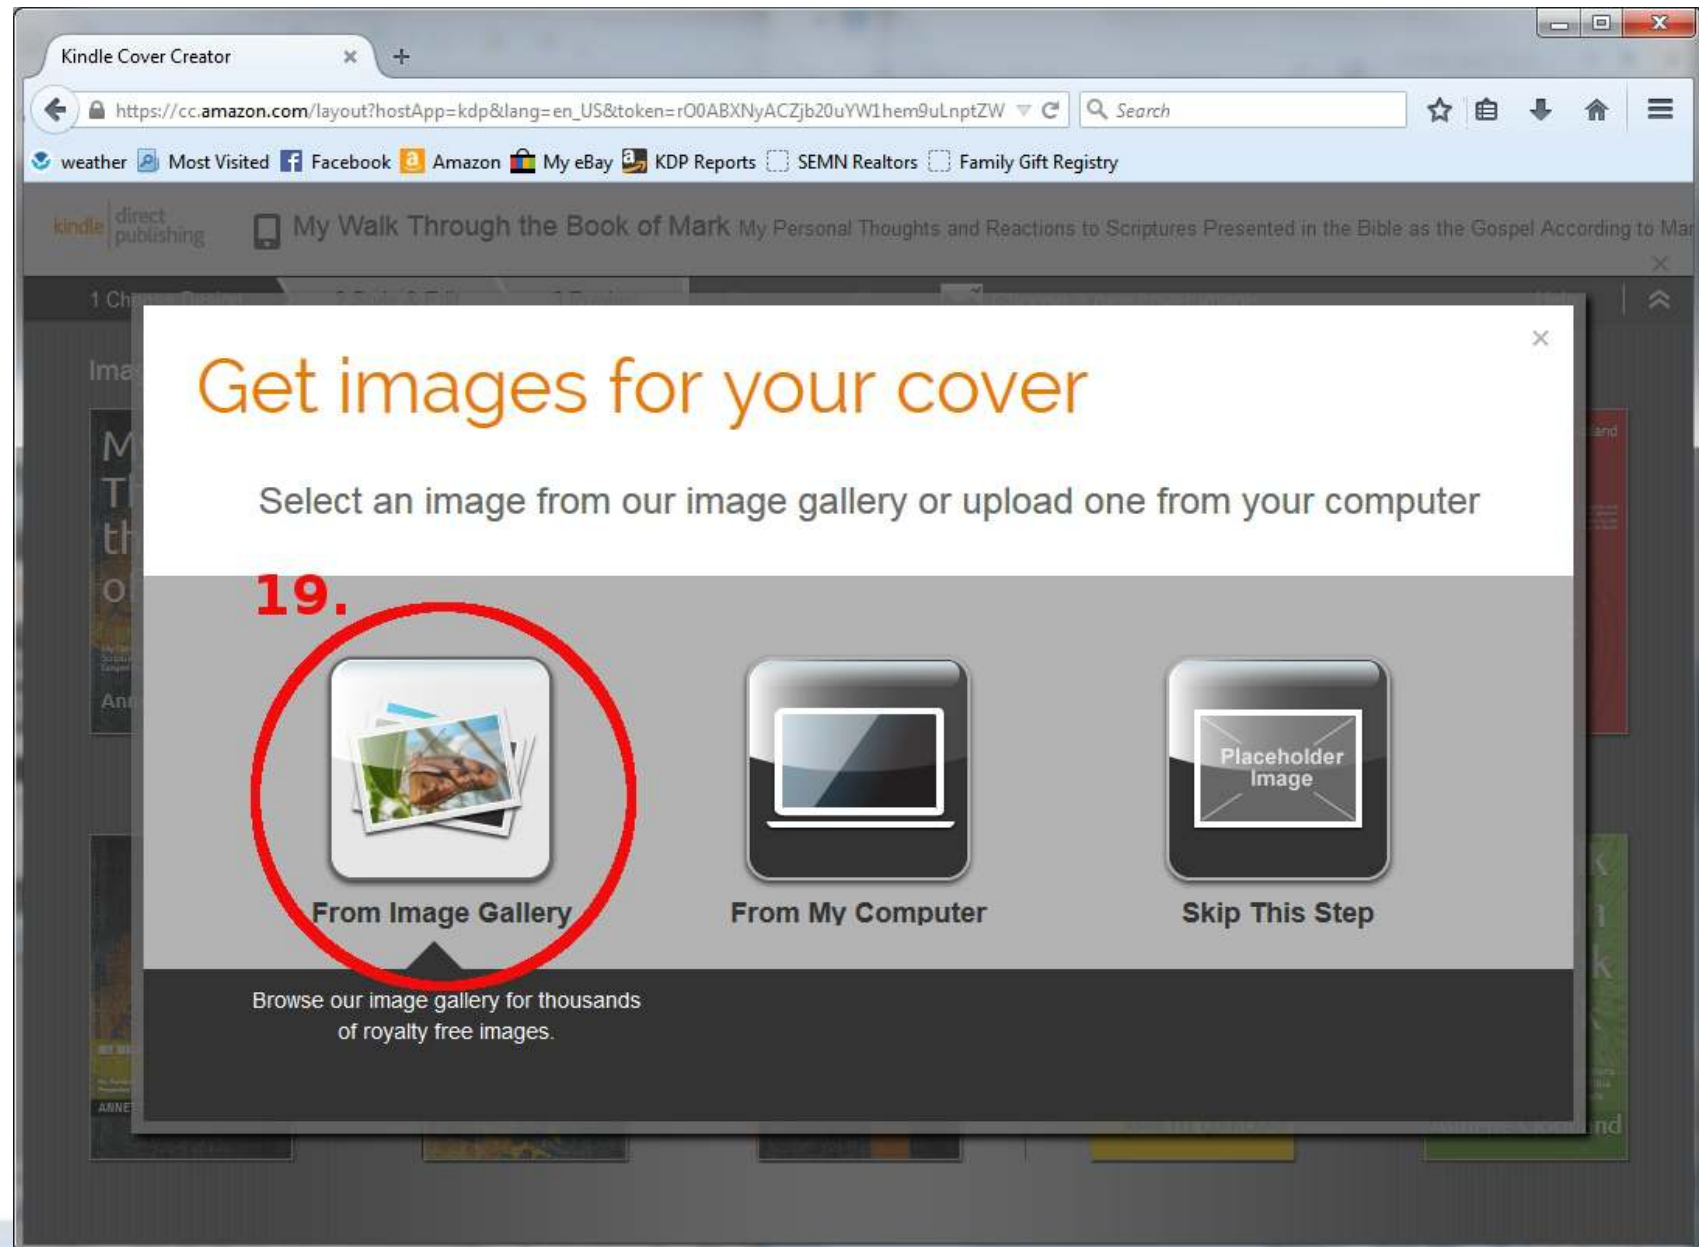 Kindle Cover Creator
https://cc.amazon.com/layout?hostApp=kdp&lang=en_US&token=rO0ABXNyACZjb20uYW1hem9uLnptZW
Search
weather Most Visited Facebook Amazon My eBay KDP Reports SEMN Realtors Family Gift Registry
kindle direct publishing
My Walk Through the Book of Mark My Personal Thoughts and Reactions to Scriptures Presented in the Bible as the Gospel According to Mar
Get images for your cover
Select an image from our image gallery or upload one from your computer
19.
Placeholder
Image
From Image Gallery From My Computer Skip This Step
Browse our image gallery for thousands
of royalty free images.